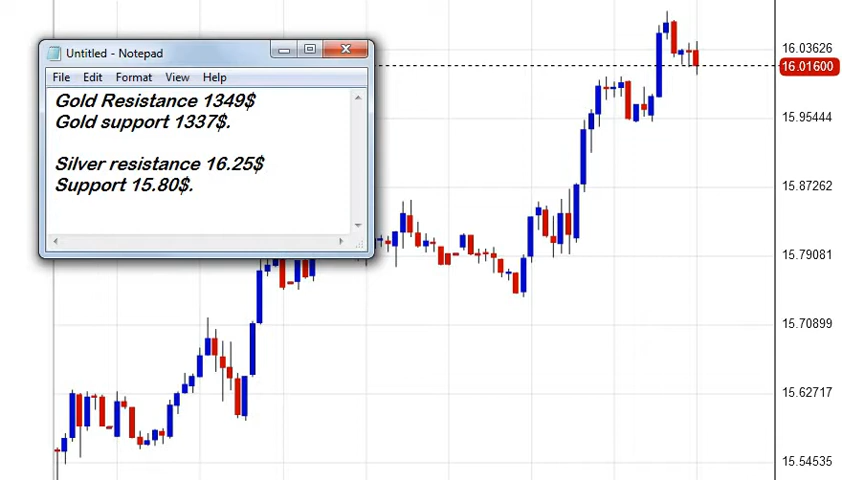 Untitled - Notepad
File Edit Format View Help
Gold Resistance 1349$
Gold support 1337$.
Silver resistance 16.25$
Support 15.80$.
16.03626
16.01600
15.95444
15.87262
15.79081
15.70899
15.62717
15.54535